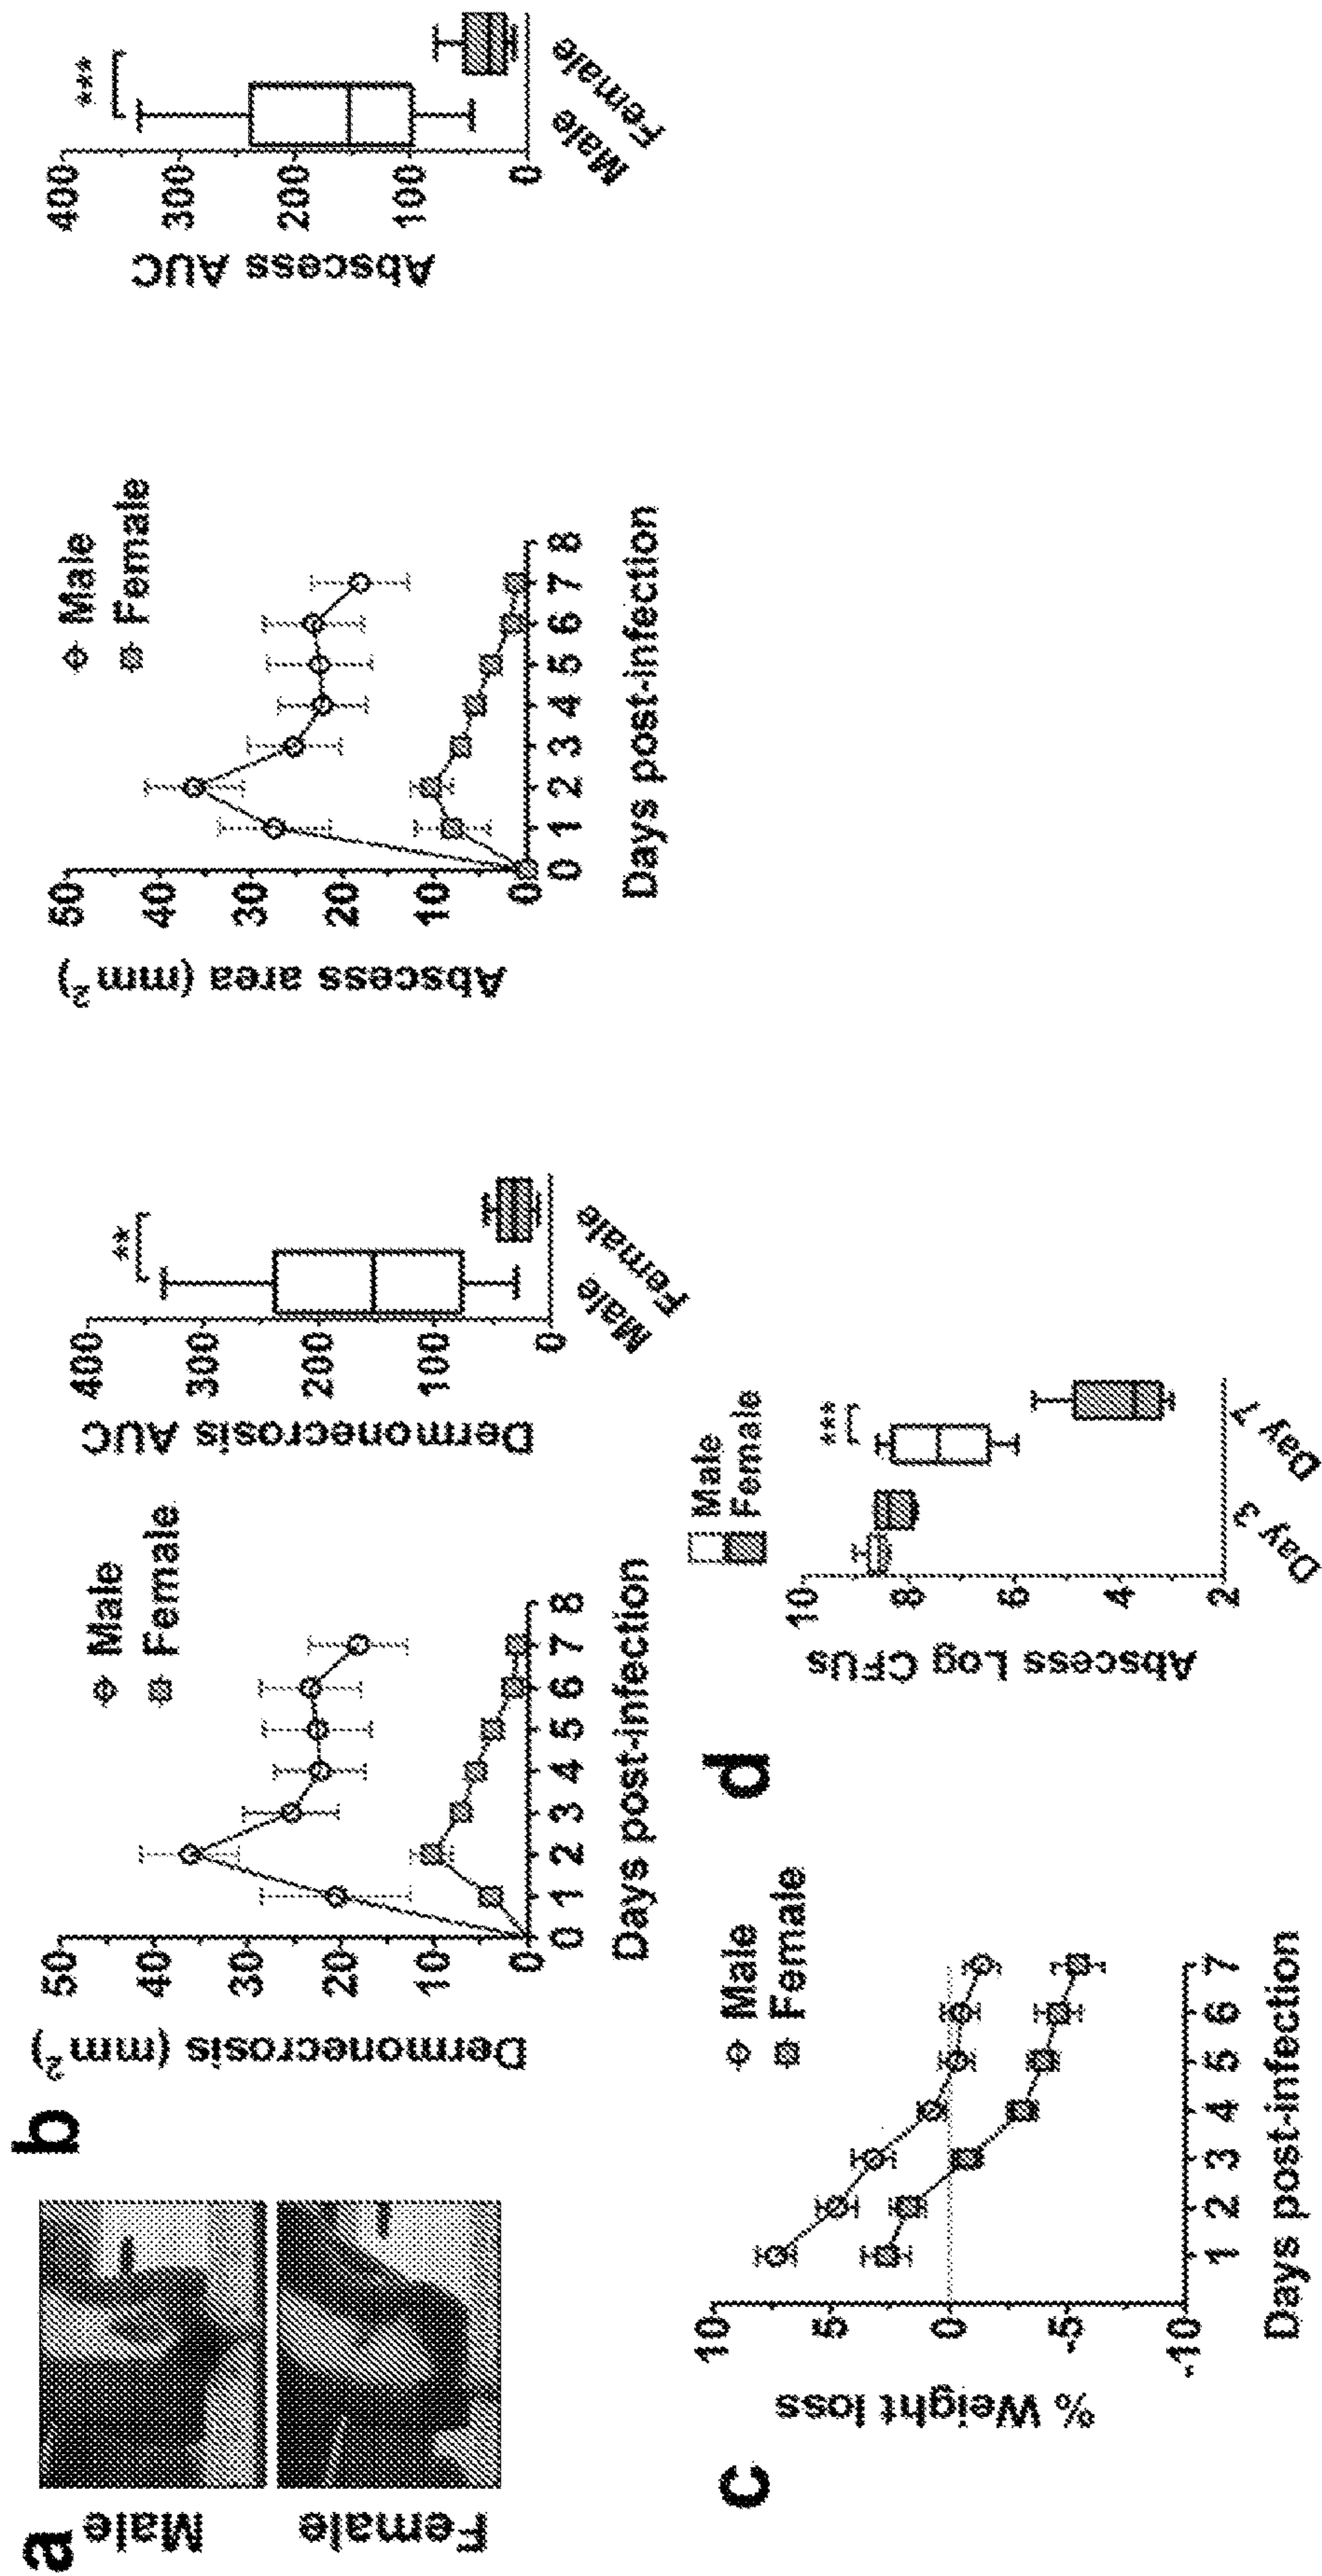 a
Male
Female
b
Dermonecrosis (mm²)
50
40
30
20
10
0
0 1 2 3 4 5 6 7 8
Days post-infection
Male
Female
Dermonecrosis AUC
400
300
200
100
0
**
Male
Female
Abscess area (mm²)
50
40
30
20
10
0
0 1 2 3 4 5 6 7 8
Days post-infection
Male
Female
Abscess AUC
400
300
200
100
0
***
Male
Female
c
% Weight loss
10
5
0
-5
-10
1 2 3 4 5 6 7
Days post-infection
Male
Female
d
Abscess Log CFUs
10
8
6
4
2
Male
Female
***
Day 3
Day 7